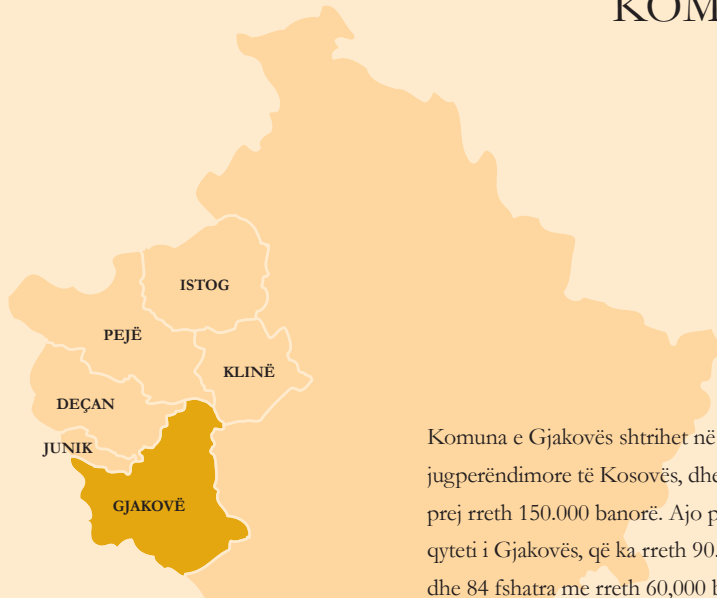 KOM
ISTOG
PEJË
KLINË
DEÇAN
JUNIK
GJAKOVË
Komuna e Gjakovës shtrihet në
jugperëndimore të Kosovës, dhe
prej rreth 150.000 banorë. Ajo p
qyteti i Gjakovës, që ka rreth 90.
dhe 84 fshatra me rreth 60,000 b